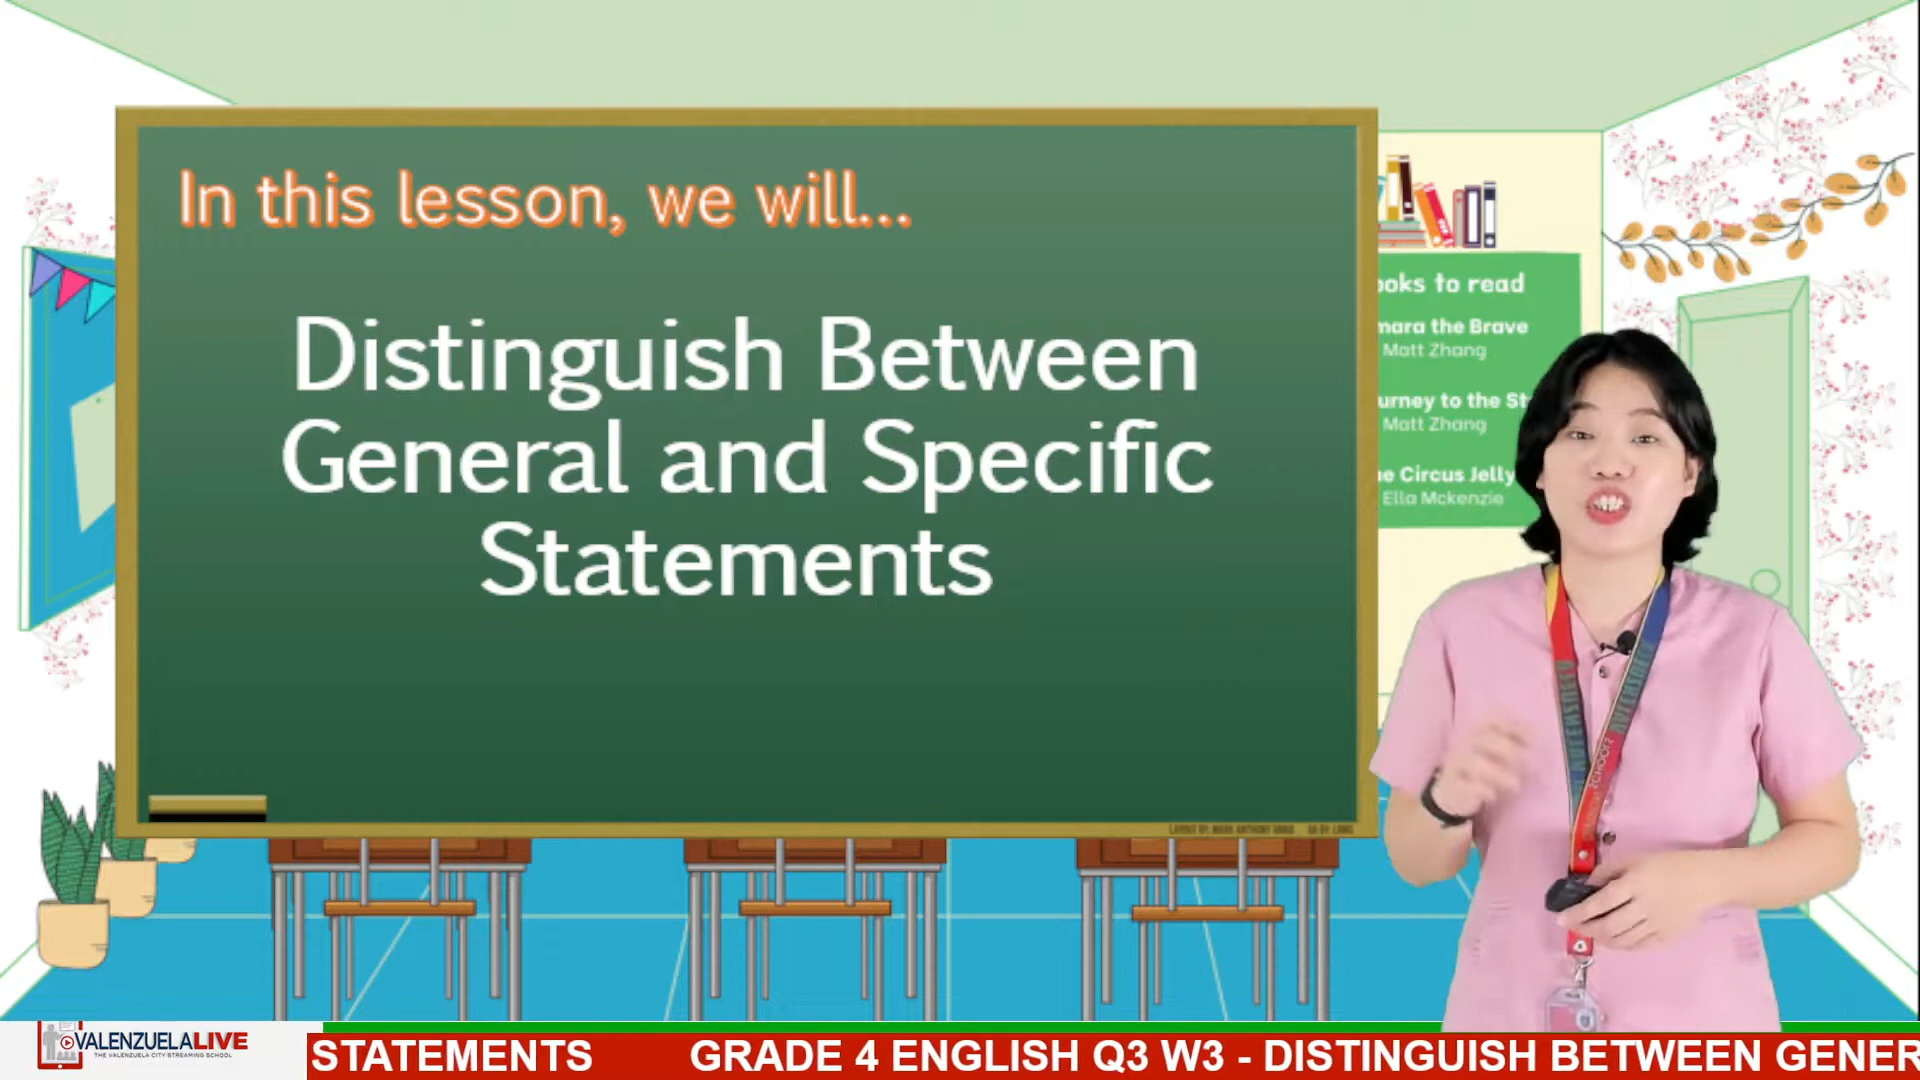 In this lesson, we will...
Distinguish Between
General and Specific
Statements
ooks to read
mara the Brave
Matt Zhang
urney to the St
Matt Zhang
he Circus Jelly
Ella Mckenzie
VALENZUELALIVE
THE VALENZUELA CITY STREAMING SCHOOL
STATEMENTS GRADE 4 ENGLISH Q3 W3 - DISTINGUISH BETWEEN GENER